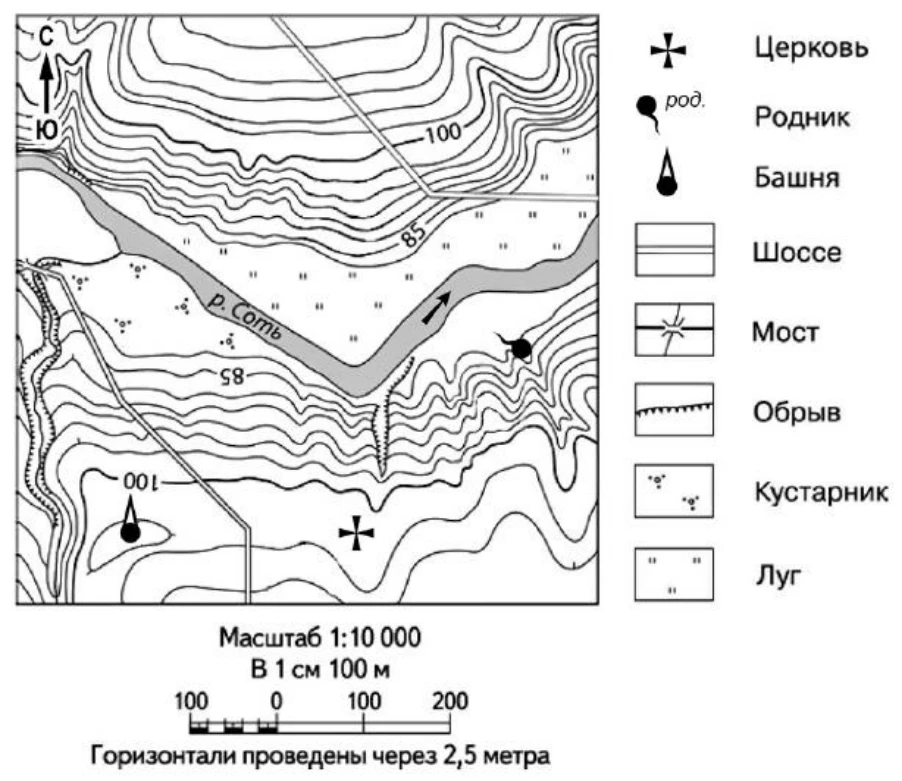 С
Ю
100
85
р. Соть
85
100
Церковь
род.
Родник
Башня
Шоссе
Мост
Обрыв
Кустарник
Луг
Масштаб 1:10 000
В 1 см 100 м
100 0 100 200
Горизонтали проведены через 2,5 метра